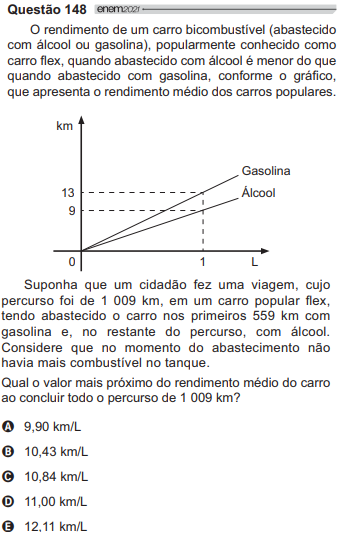 Questão 148 enem2021
O rendimento de um carro bicombustível (abastecido
com álcool ou gasolina), popularmente conhecido como
carro flex, quando abastecido com álcool é menor do que
quando abastecido com gasolina, conforme o gráfico,
que apresenta o rendimento médio dos carros populares.
km
Gasolina
Álcool
13
9
0
1
L
Suponha que um cidadão fez uma viagem, cujo
percurso foi de 1 009 km, em um carro popular flex,
tendo abastecido o carro nos primeiros 559 km com
gasolina e, no restante do percurso, com álcool.
Considere que no momento do abastecimento não
havia mais combustível no tanque.
Qual o valor mais próximo do rendimento médio do carro
ao concluir todo o percurso de 1 009 km?
A 9,90 km/L
B 10,43 km/L
C 10,84 km/L
D 11,00 km/L
E 12,11 km/L